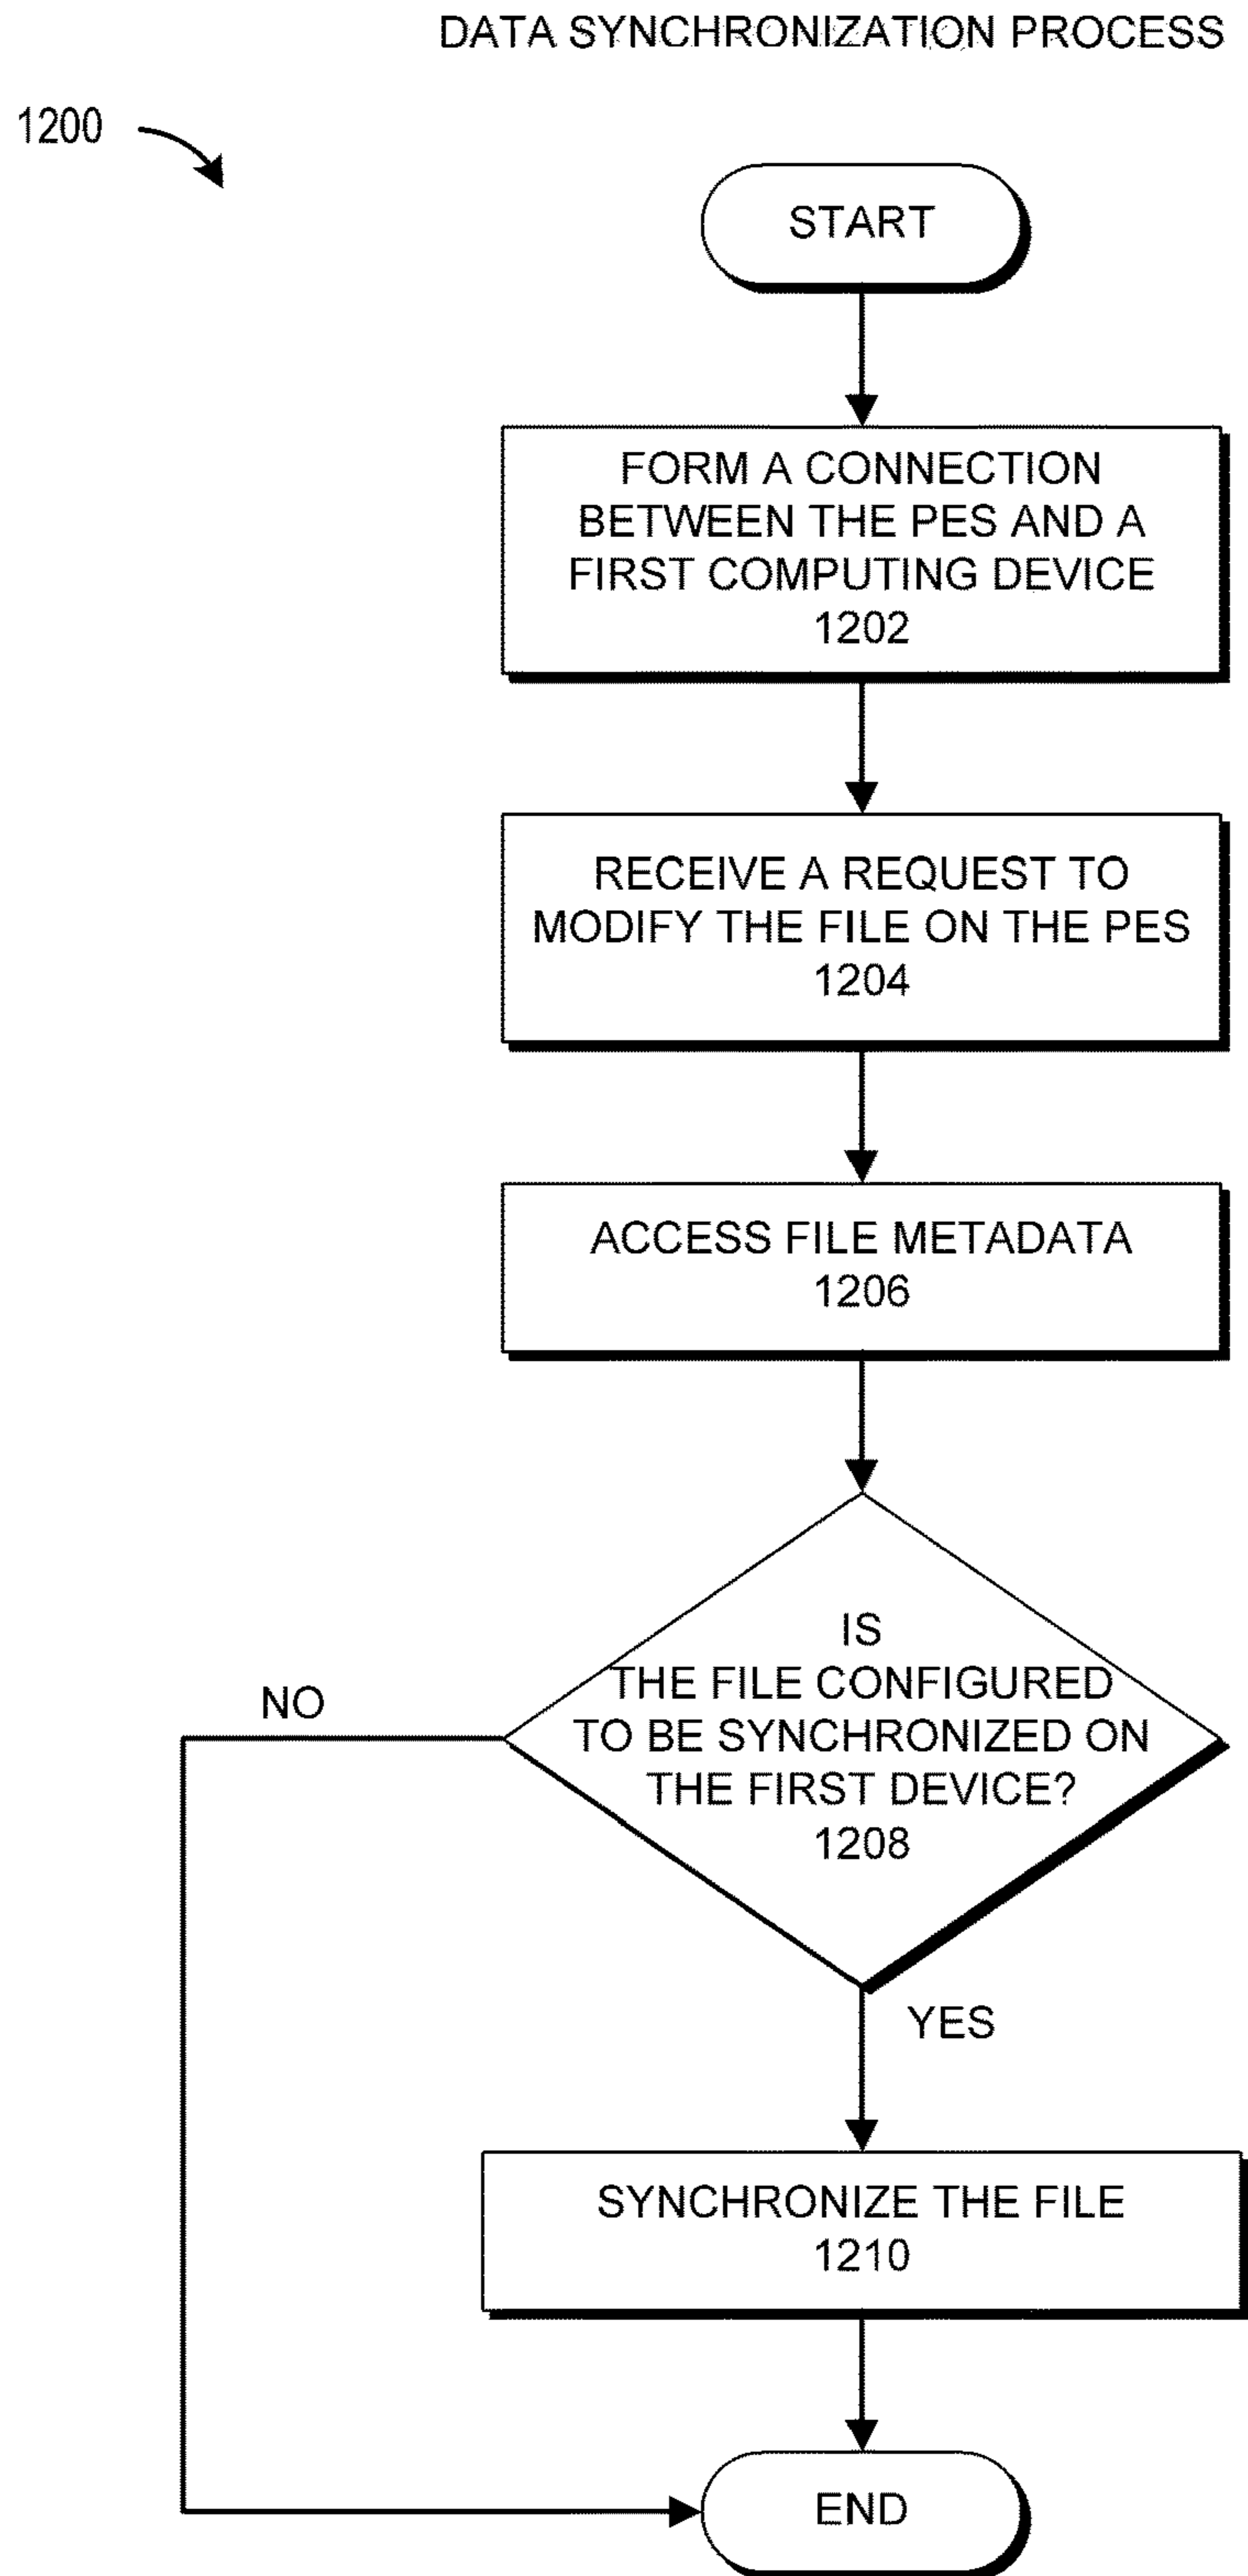 DATA SYNCHRONIZATION PROCESS
1200
START
FORM A CONNECTION
BETWEEN THE PES AND A
FIRST COMPUTING DEVICE
1202
RECEIVE A REQUEST TO
MODIFY THE FILE ON THE PES
1204
ACCESS FILE METADATA
1206
IS
THE FILE CONFIGURED
TO BE SYNCHRONIZED ON
THE FIRST DEVICE?
1208
NO
YES
SYNCHRONIZE THE FILE
1210
END